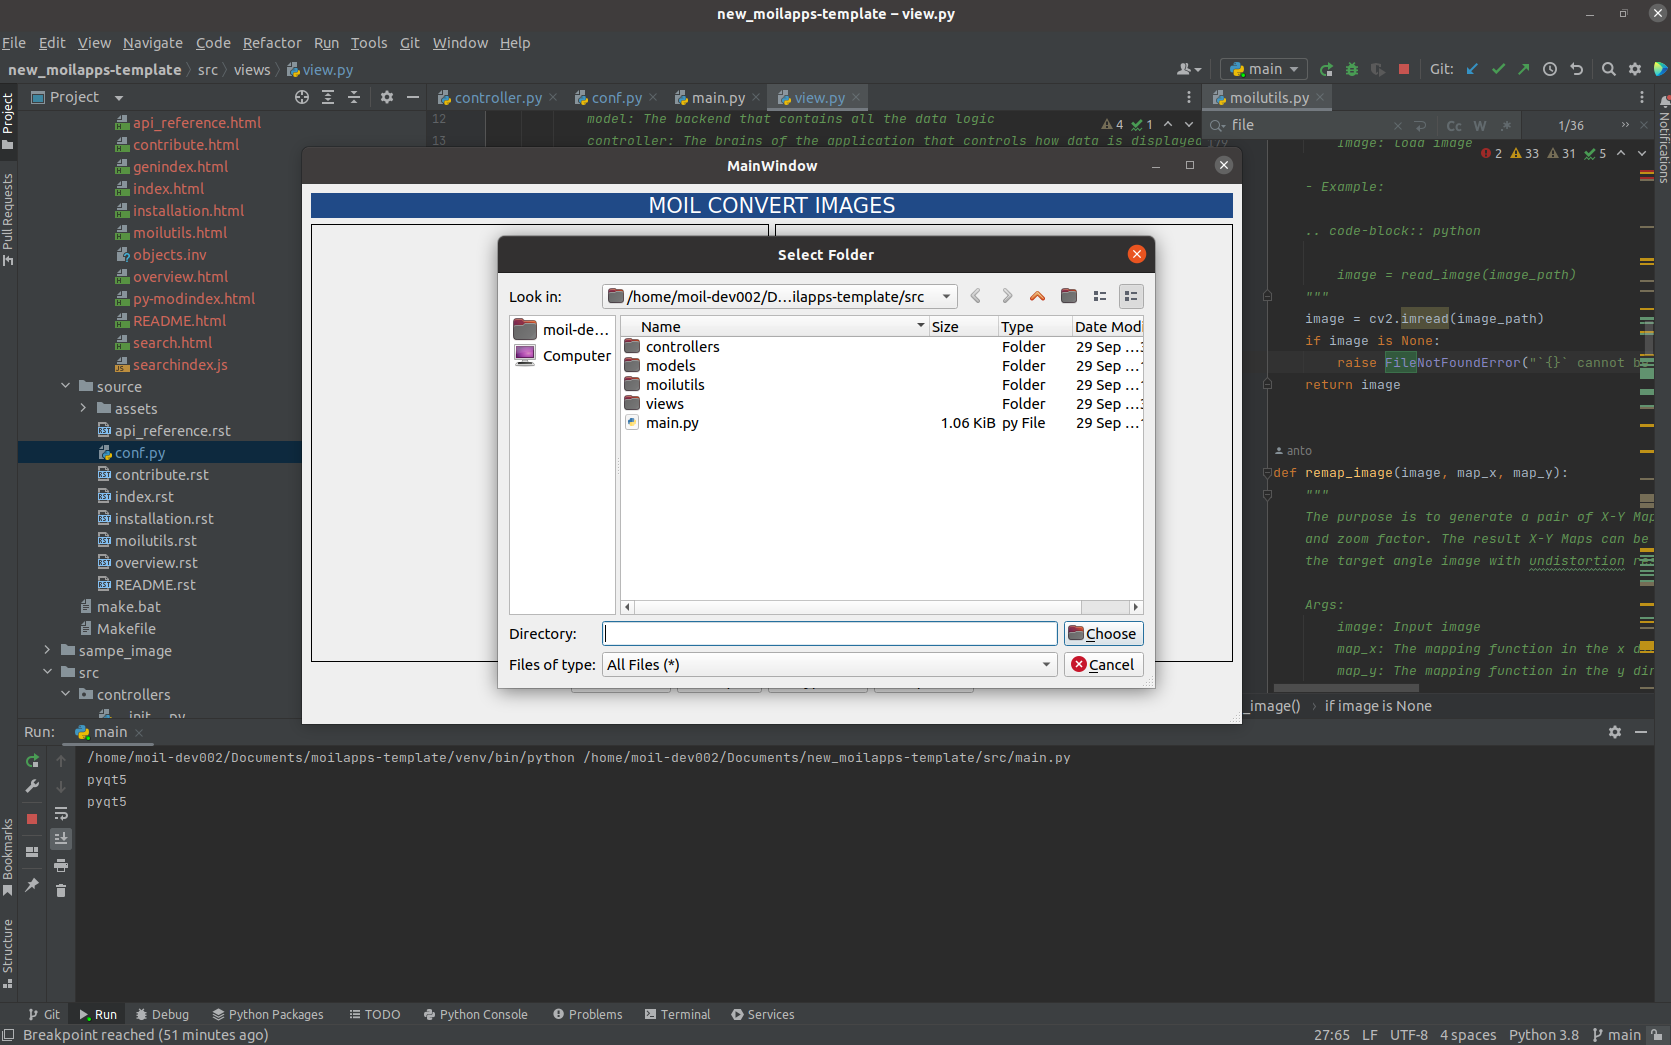 new_moilapps-template – view.py
File Edit View Navigate Code Refactor Run Tools Git Window Help
new_moilapps-template src views view.py
main Git:
Project
controller.py conf.py main.py view.py moilutils.py
Project
Pull Requests
Bookmarks
Structure
Notifications
api_reference.html
contribute.html
genindex.html
index.html
installation.html
moilutils.html
objects.inv
overview.html
py-modindex.html
README.html
search.html
searchindex.js
source
assets
api_reference.rst
conf.py
contribute.rst
index.rst
installation.rst
moilutils.rst
overview.rst
README.rst
make.bat
Makefile
sampe_image
src
controllers
__init__.py
12 model: The backend that contains all the data logic
13 controller: The brains of the application that controls how data is displayed
4 1
file Cc W .* 1/36
2 33 31 5
Image: load image
- Example:
.. code-block:: python
image = read_image(image_path)
"""
image = cv2.imread(image_path)
if image is None:
raise FileNotFoundError("`{}` cannot b
return image
anto
def remap_image(image, map_x, map_y):
"""
The purpose is to generate a pair of X-Y Map
and zoom factor. The result X-Y Maps can be
the target angle image with undistortion r
Args:
image: Input image
map_x: The mapping function in the x d
map_y: The mapping function in the y dir
_image() if image is None
MainWindow
MOIL CONVERT IMAGES
Select Folder
Look in: /home/moil-dev002/D...ilapps-template/src
moil-de...
Computer
Name Size Type Date Modi
controllers Folder 29 Sep ...
models Folder 29 Sep ...
moilutils Folder 29 Sep ...
views Folder 29 Sep ...
main.py 1.06 KiB py File 29 Sep ...
Directory: Choose
Files of type: All Files (*) Cancel
Run: main
/home/moil-dev002/Documents/moilapps-template/venv/bin/python /home/moil-dev002/Documents/new_moilapps-template/src/main.py
pyqt5
pyqt5
Git Run Debug Python Packages TODO Python Console Problems Terminal Services
Breakpoint reached (51 minutes ago) 27:65 LF UTF-8 4 spaces Python 3.8 main